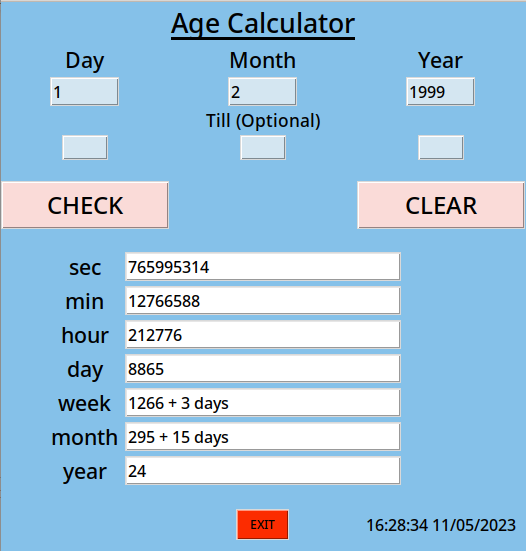 Age Calculator
Day Month Year
1 2 1999
Till (Optional)
CHECK CLEAR
sec 765995314
min 12766588
hour 212776
day 8865
week 1266 + 3 days
month 295 + 15 days
year 24
EXIT 16:28:34 11/05/2023